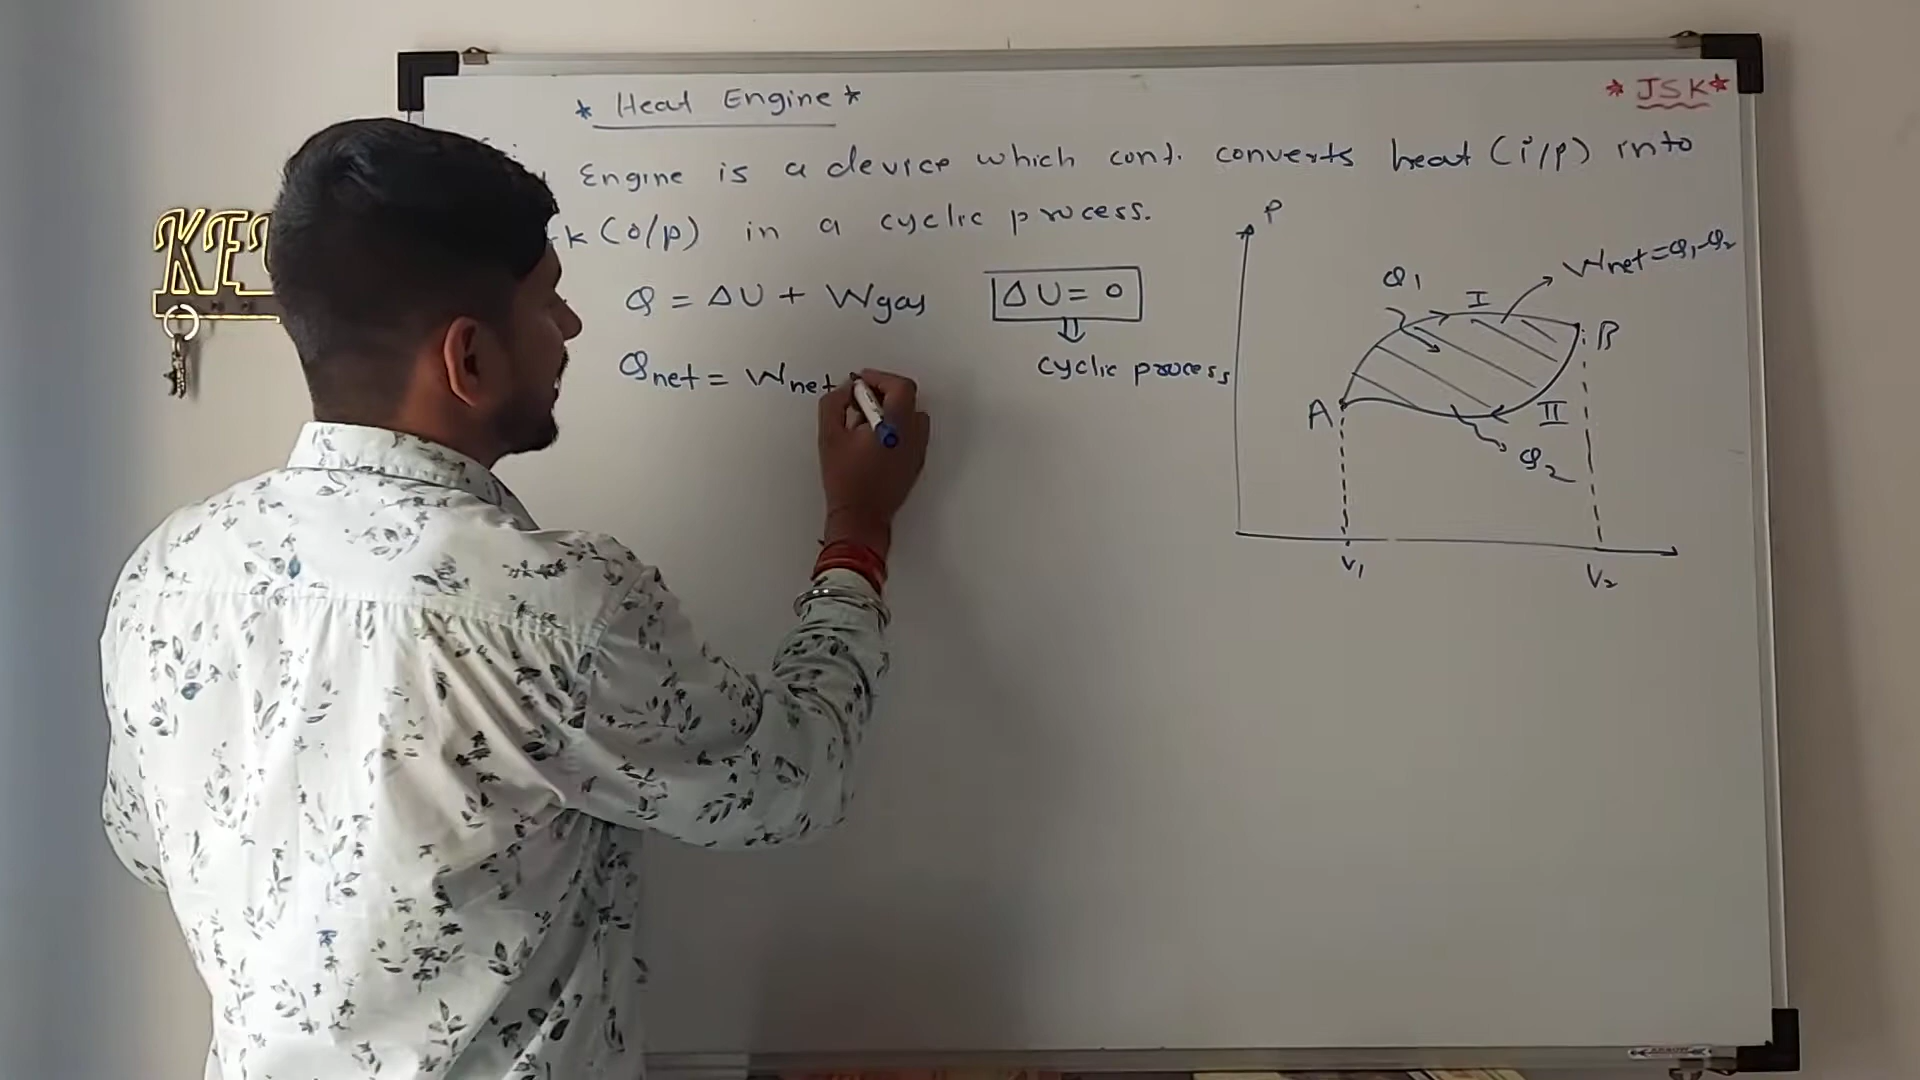 * Heat Engine *
* JSK *
Engine is a device which cont. converts heat (i/p) into
(o/p) in a cyclic process.
Q = ΔU + Wgas
ΔU = 0
cyclic process
Qnet = Wnet
P
Q1
I
Wnet = Q1-Q2
B
A
II
Q2
V1
V2
KE